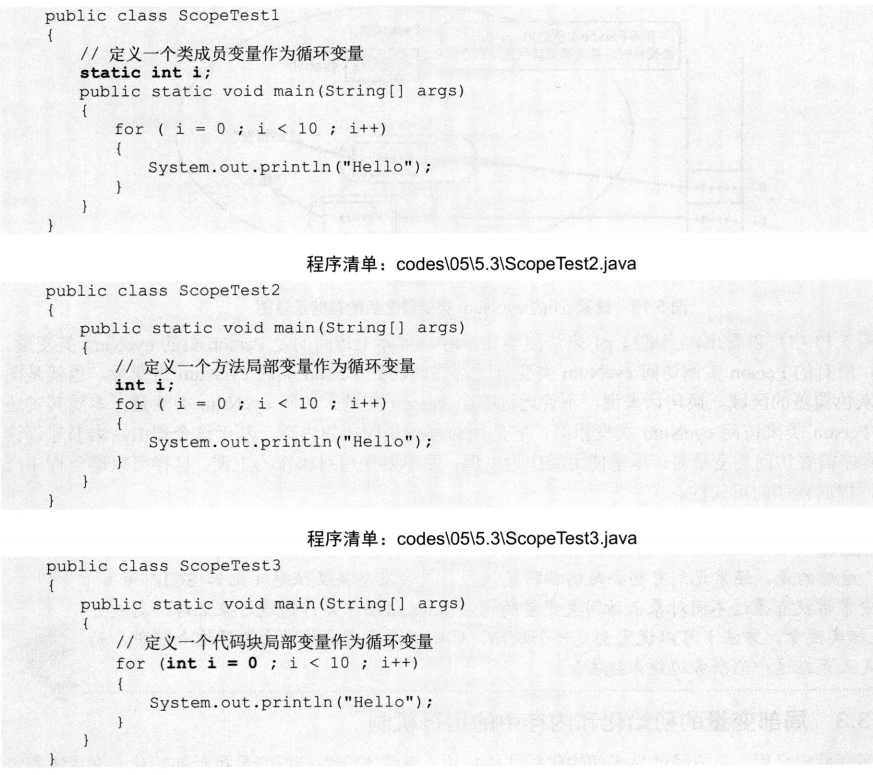 public class ScopeTest1
{
// 定义一个类成员变量作为循环变量
static int i;
public static void main(String[] args)
{
for ( i = 0 ; i < 10 ; i++)
{
System.out.println("Hello");
}
}
}
程序清单：codes\05\5.3\ScopeTest2.java
public class ScopeTest2
{
public static void main(String[] args)
{
// 定义一个方法局部变量作为循环变量
int i;
for ( i = 0 ; i < 10 ; i++)
{
System.out.println("Hello");
}
}
}
程序清单：codes\05\5.3\ScopeTest3.java
public class ScopeTest3
{
public static void main(String[] args)
{
// 定义一个代码块局部变量作为循环变量
for (int i = 0 ; i < 10 ; i++)
{
System.out.println("Hello");
}
}
}